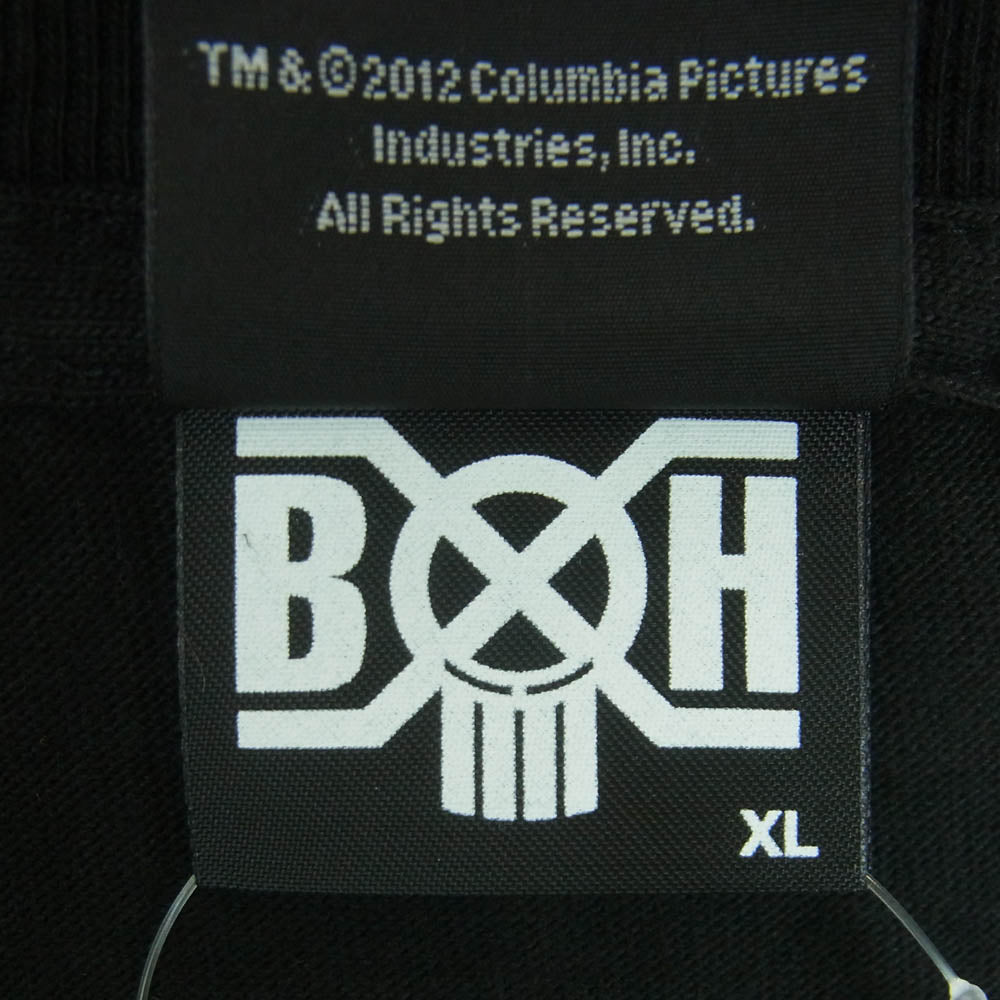 TM & ©2012 Columbia Pictures
Industries, Inc.
All Rights Reserved.
B H
XL